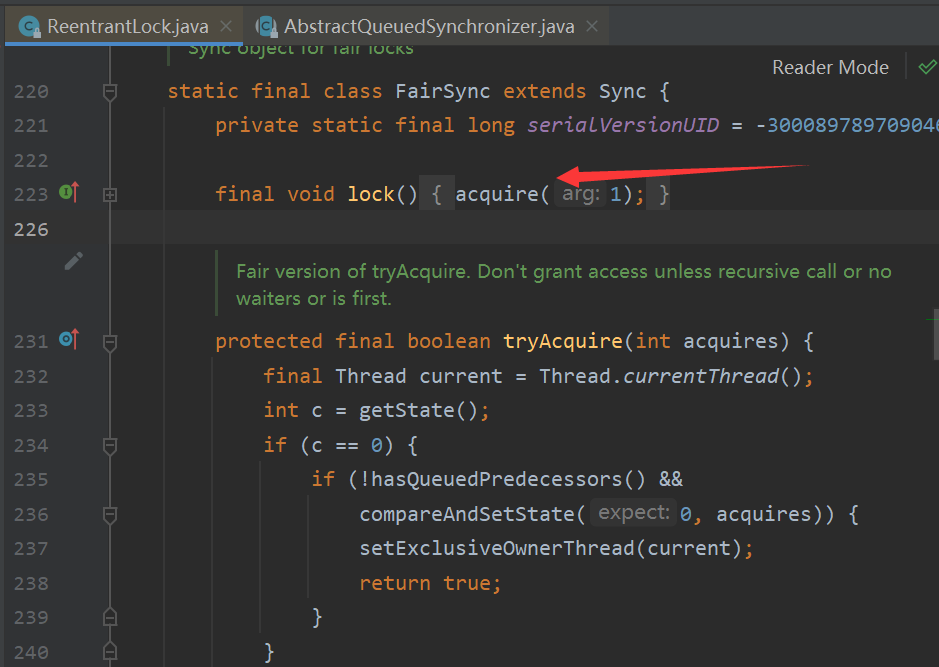 ReentrantLock.java AbstractQueuedSynchronizer.java
Sync object for fair locks
Reader Mode
220 static final class FairSync extends Sync {
221 private static final long serialVersionUID = -300089789709046
222
223 final void lock() { acquire( arg: 1); }
226
Fair version of tryAcquire. Don't grant access unless recursive call or no
waiters or is first.
231 protected final boolean tryAcquire(int acquires) {
232 final Thread current = Thread.currentThread();
233 int c = getState();
234 if (c == 0) {
235 if (!hasQueuedPredecessors() &&
236 compareAndSetState( expect: 0, acquires)) {
237 setExclusiveOwnerThread(current);
238 return true;
239 }
240 }